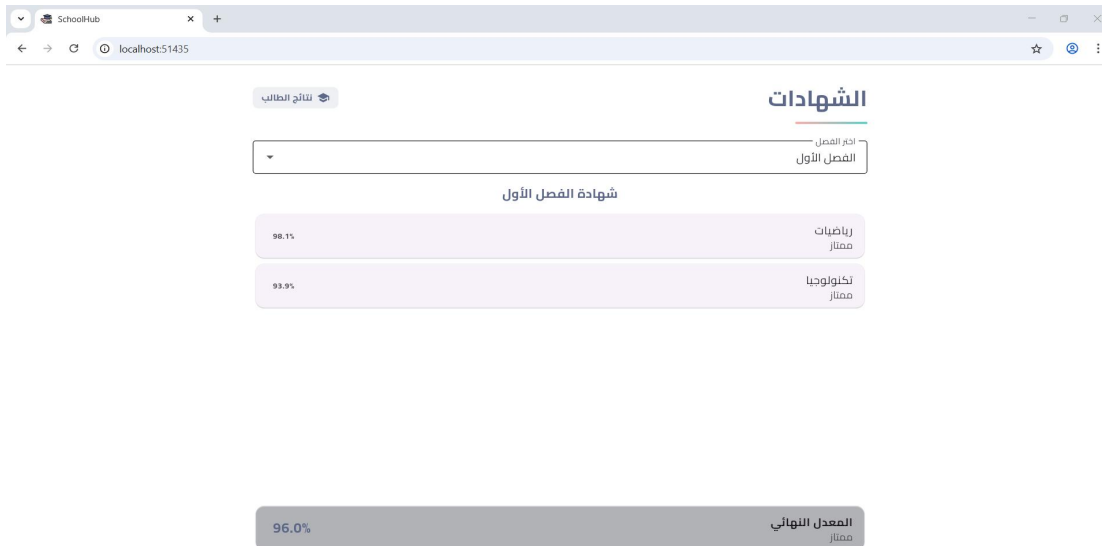 SchoolHub
localhost:51435
الشهادات
نتائج الطالب
اختر الفصل
الفصل الأول
شهادة الفصل الأول
رياضيات
ممتاز
98.1%
تكنولوجيا
ممتاز
93.9%
المعدل النهائي
ممتاز
96.0%